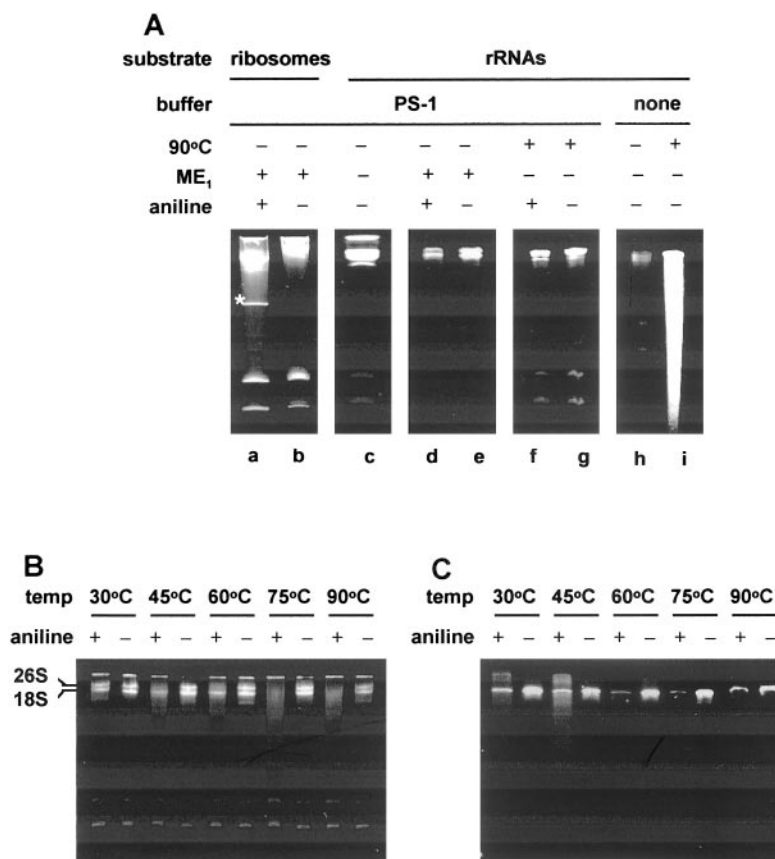 A
substrate ribosomes rRNAs
buffer PS-1 none
90°C − − − − − + + − +
ME1 + + − + + − − − −
aniline + − − + − + − − −
*
a b c d e f g h i
B
temp 30°C 45°C 60°C 75°C 90°C
aniline + − + − + − + − + −
26S
18S
C
temp 30°C 45°C 60°C 75°C 90°C
aniline + − + − + − + − + −